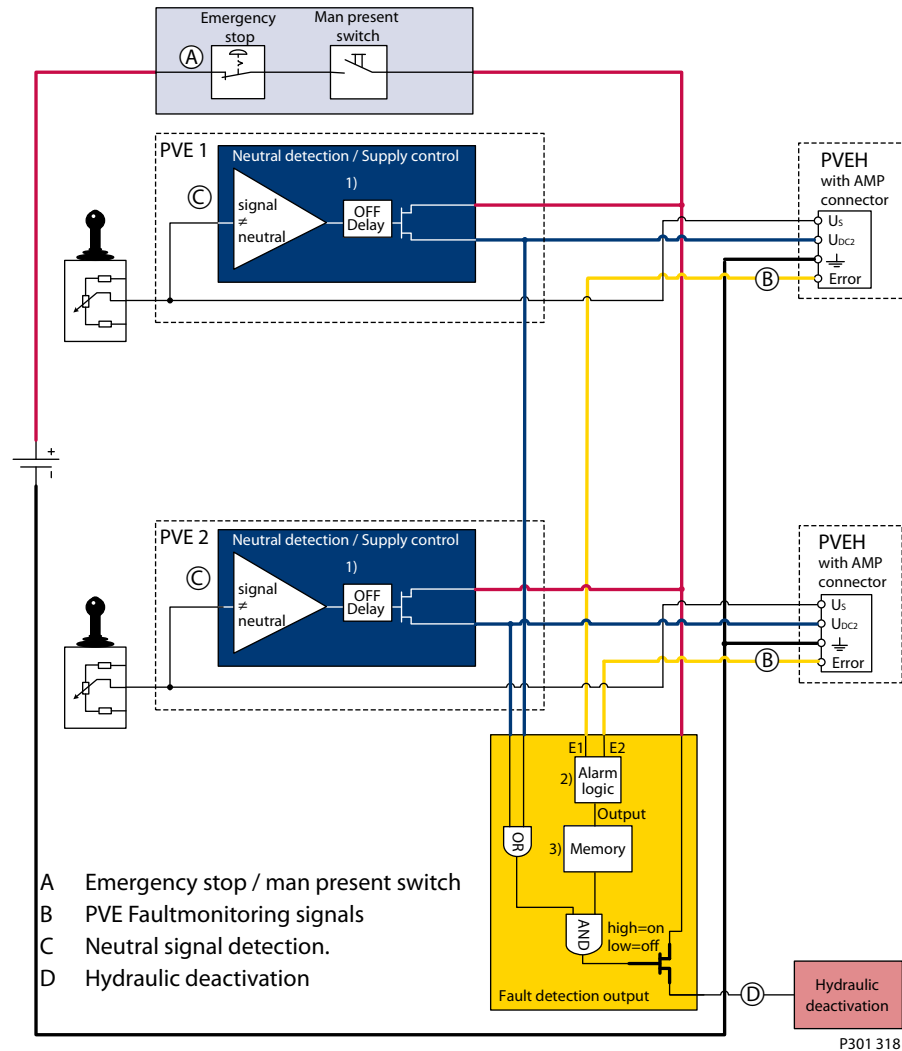 Emergency
stop
Man present
switch
A
PVE 1
Neutral detection / Supply control
1)
C
signal
≠
neutral
OFF
Delay
PVEH
with AMP
connector
Us
UDC2
Error
B
+
−
PVE 2
Neutral detection / Supply control
1)
C
signal
≠
neutral
OFF
Delay
PVEH
with AMP
connector
Us
UDC2
Error
B
E1 E2
2) Alarm
logic
Output
OR
3) Memory
AND
high=on
low=off
Fault detection output
D
Hydraulic
deactivation
A Emergency stop / man present switch
B PVE Faultmonitoring signals
C Neutral signal detection.
D Hydraulic deactivation
P301 318